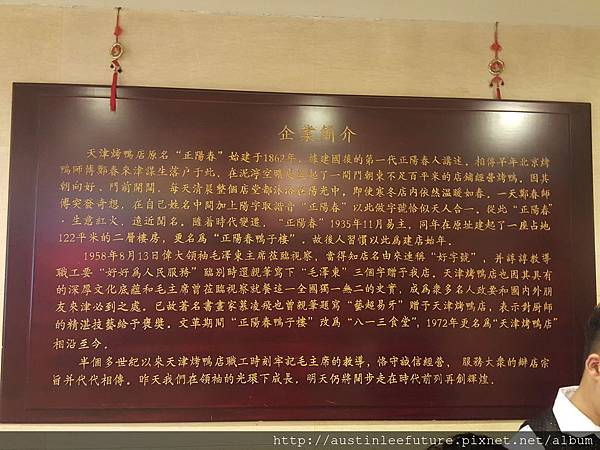 企業簡介
天津烤鴨店原名“正陽春”始建于1862年，據建國後的第一代正陽春人講述，相傳早年北京烤
鴨師傅鄭春來津謀生落户于此，在泥濘空曠處蓋起了一間門朝東不足百平米的店鋪經營烤鴨，因其
朝向好、門前開闊，每天清晨整個店堂都沐浴在陽光中，即使寒冬店内依然温暖如春。一天鄭春師
傅突發奇想，在自己姓名中間加上陽字取諧音“正陽春”以此做字號恰似天人合一。從此“正陽春”
，生意紅火，遠近聞名。隨着時代變遷，“正陽春”1935年11月易主，同年在原址建起了一座占地
122平米的二層樓房，更名為“正陽春鴨子樓”。故後人習慣以此為建店始年。
1958年8月13日偉大領袖毛澤東主席莅臨視察，當得知店名由來連稱“好字號”，并諄諄教導
職工要“好好為人民服務”臨别時還親筆寫下“毛澤東”三個字贈予我店。天津烤鴨店也因其具有
的深厚文化底藴和毛主席曾莅臨視察就餐這一全國獨一無二的史實，成為衆多名人政要和國内外朋
友來津必到之處。已故著名書畫家慕凌飛也曾親筆題寫“藝超易牙”贈予天津烤鴨店，表示對厨師
的精湛技藝給予褒獎。文革期間“正陽春鴨子樓”改為“八一三食堂”，1972年更名為“天津烤鴨店”
相沿至今。
半個多世紀以來天津烤鴨店職工時刻牢記毛主席的教導，恪守誠信經營、服務大衆的辦店宗
旨并代代相傳。昨天我們在領袖的光環下成長，明天仍將闊步走在時代前列再創輝煌。
http://austinleefuture.pixnet.net/album